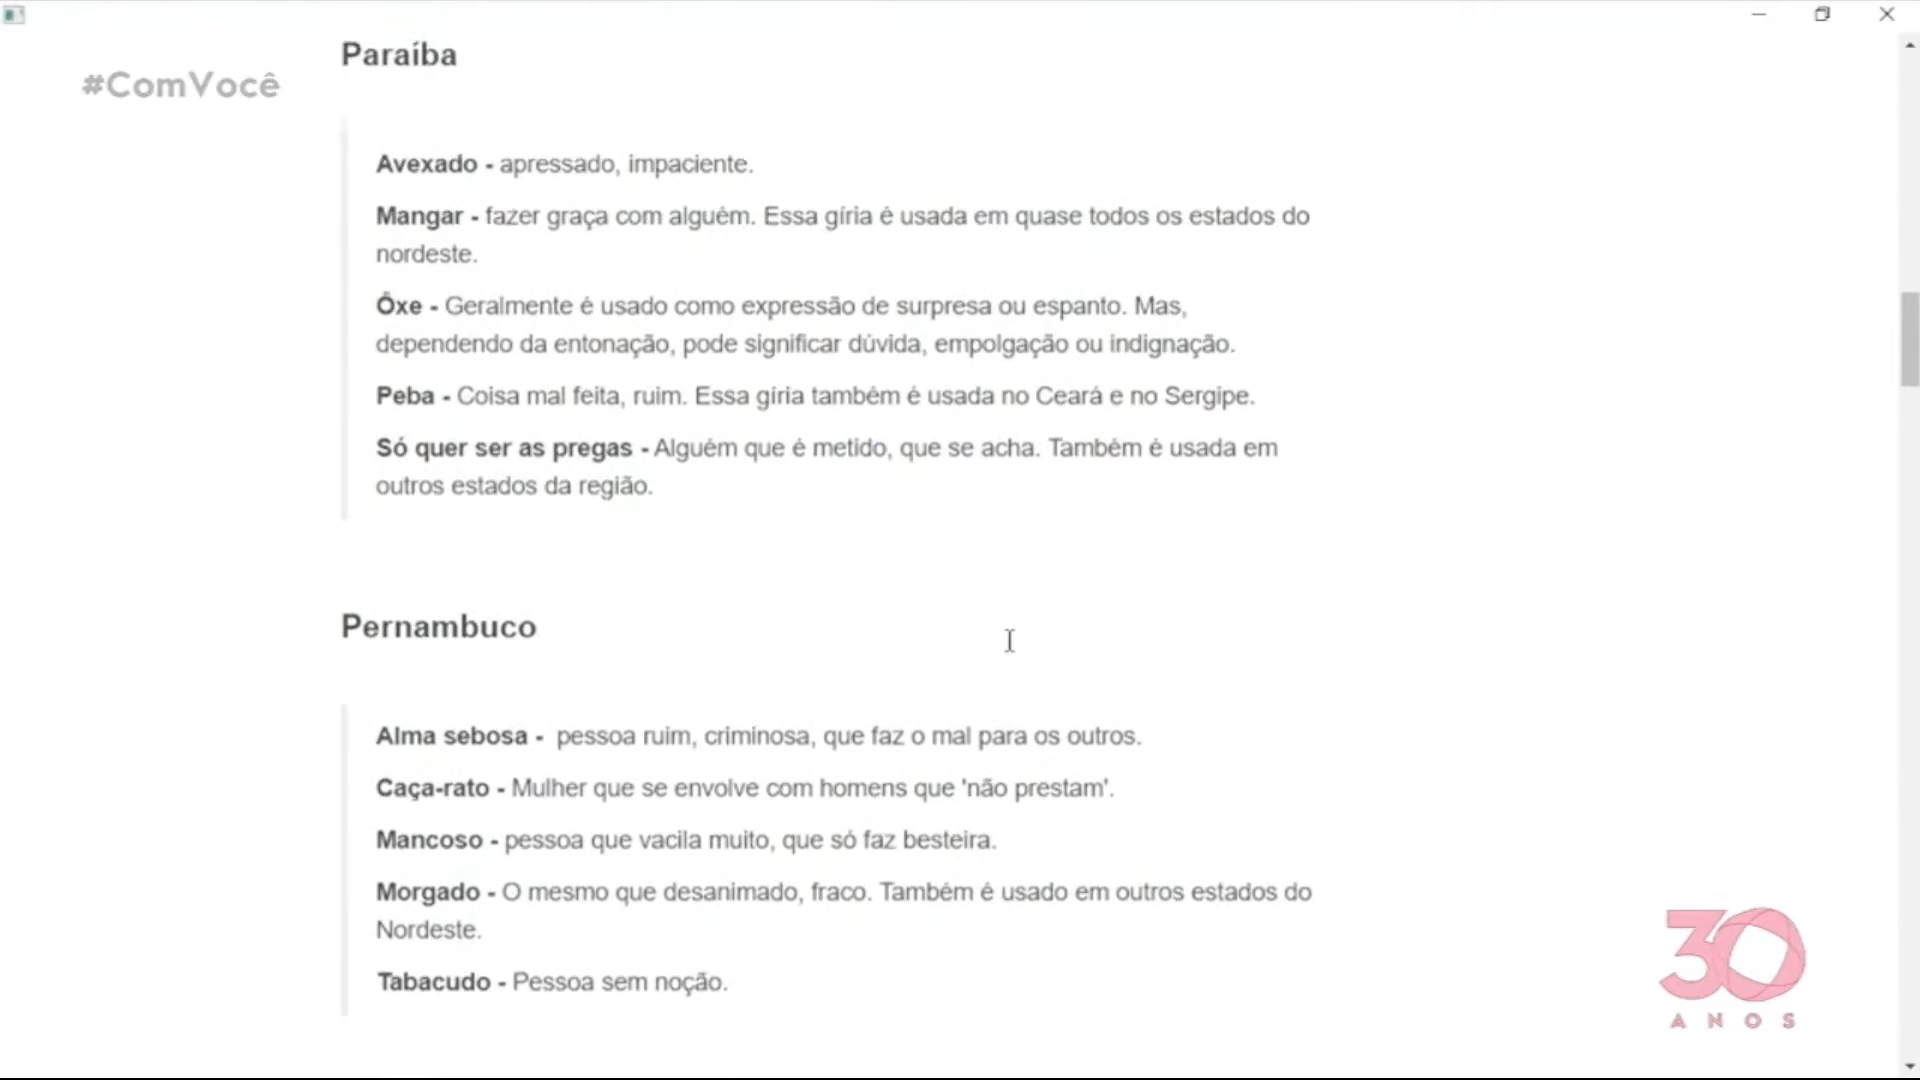 Paraíba
#ComVocê
Avexado - apressado, impaciente.
Mangar - fazer graça com alguém. Essa gíria é usada em quase todos os estados do
nordeste.
Ôxe - Geralmente é usado como expressão de surpresa ou espanto. Mas,
dependendo da entonação, pode significar dúvida, empolgação ou indignação.
Peba - Coisa mal feita, ruim. Essa gíria também é usada no Ceará e no Sergipe.
Só quer ser as pregas - Alguém que é metido, que se acha. Também é usada em
outros estados da região.
Pernambuco
Alma sebosa - pessoa ruim, criminosa, que faz o mal para os outros.
Caça-rato - Mulher que se envolve com homens que 'não prestam'.
Mancoso - pessoa que vacila muito, que só faz besteira.
Morgado - O mesmo que desanimado, fraco. Também é usado em outros estados do
Nordeste.
Tabacudo - Pessoa sem noção.
30
ANOS